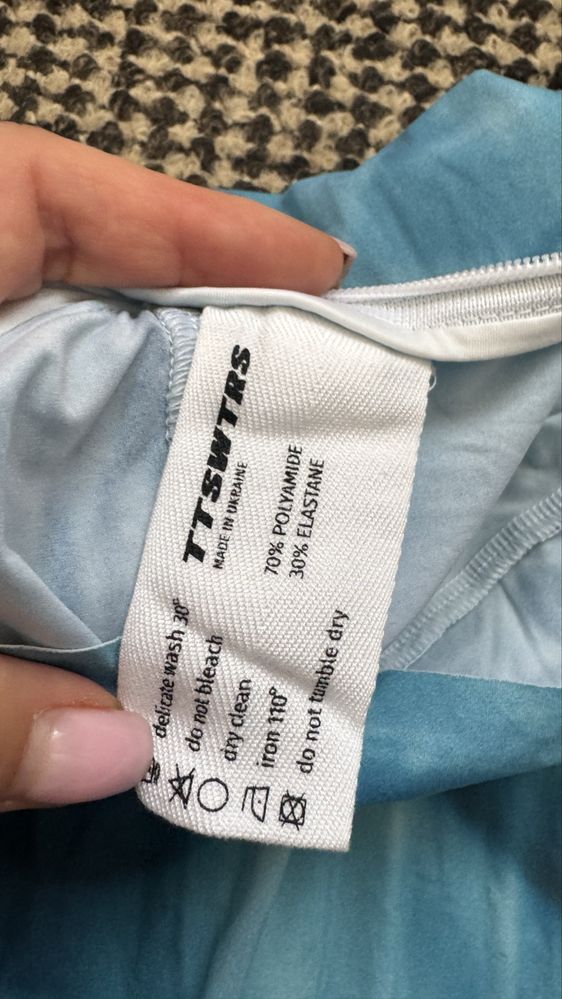 TTSWTRS
MADE IN UKRAINE
70% POLYAMIDE
30% ELASTANE
delicate wash 30°
do not bleach
dry clean
iron 110°
do not tumble dry